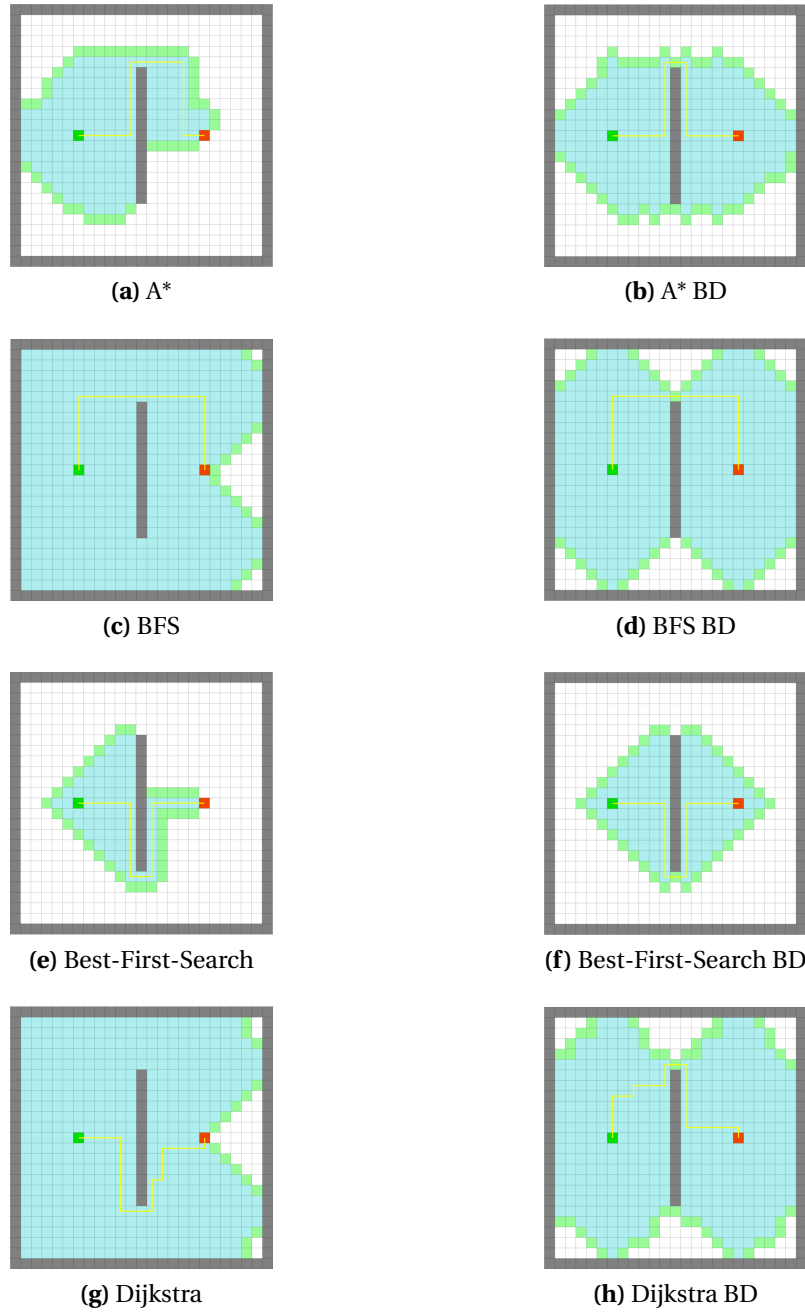 (a) A*
(b) A* BD
(c) BFS
(d) BFS BD
(e) Best-First-Search
(f) Best-First-Search BD
(g) Dijkstra
(h) Dijkstra BD